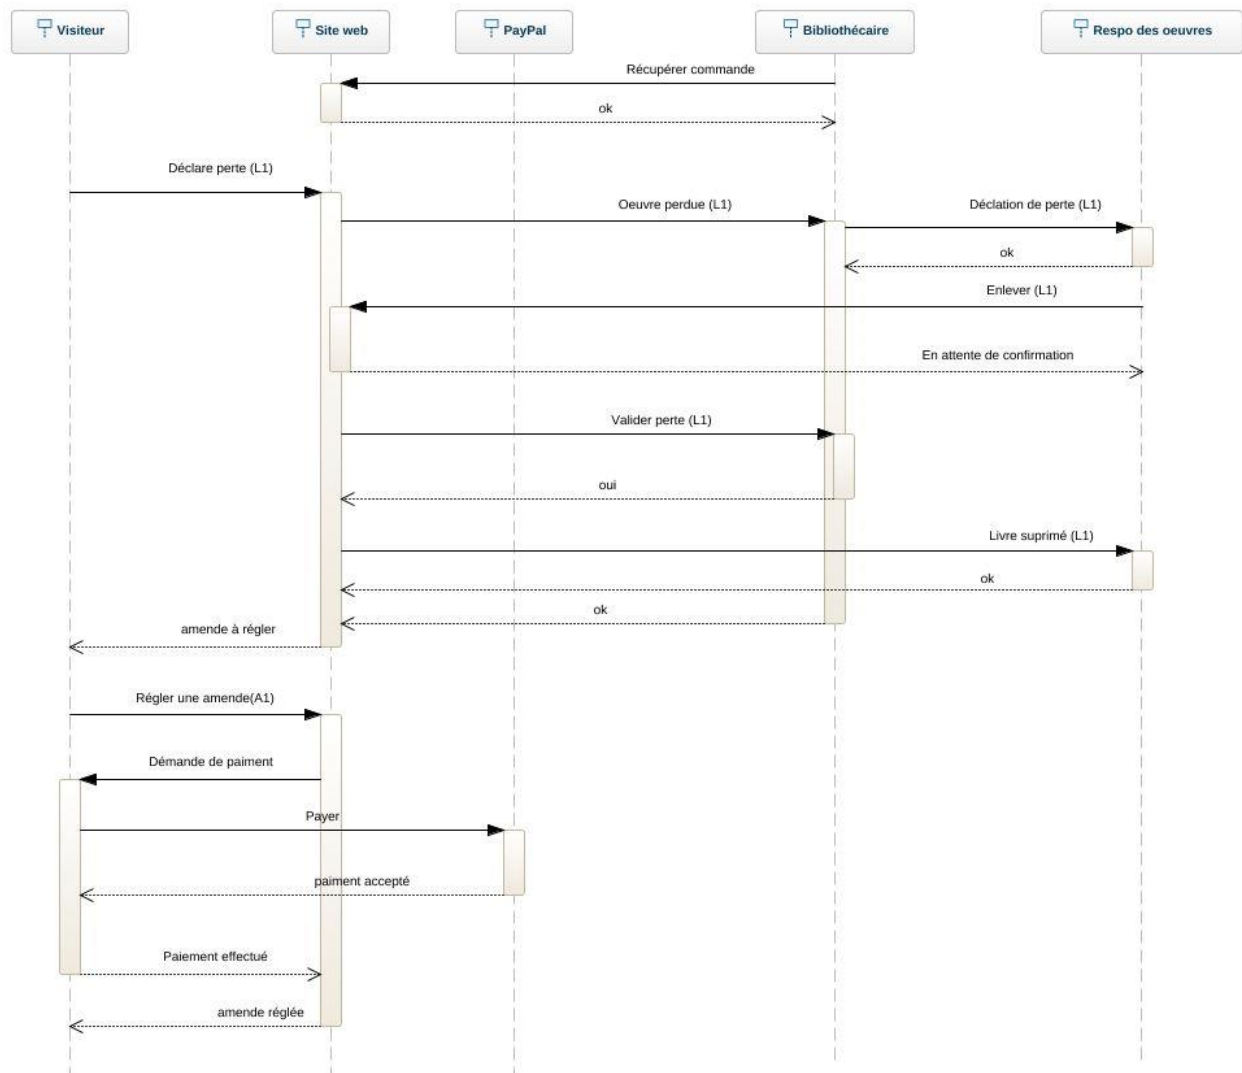 Visiteur
Site web
PayPal
Bibliothécaire
Respo des oeuvres
Récupérer commande
ok
Déclare perte (L1)
Oeuvre perdue (L1)
Déclation de perte (L1)
ok
Enlever (L1)
En attente de confirmation
Valider perte (L1)
oui
Livre suprimé (L1)
ok
ok
amende à régler
Régler une amende(A1)
Démande de paiment
Payer
paiment accepté
Paiement effectué
amende réglée